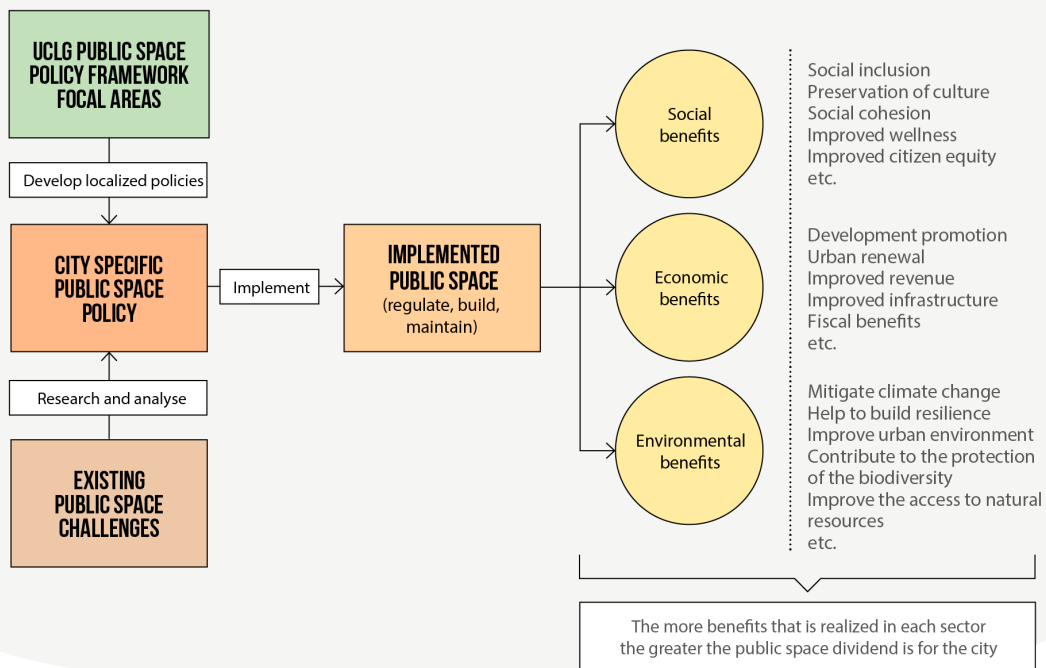 UCLG PUBLIC SPACE
POLICY FRAMEWORK
FOCAL AREAS
Develop localized policies
CITY SPECIFIC
PUBLIC SPACE
POLICY
Research and analyse
EXISTING
PUBLIC SPACE
CHALLENGES
Implement
IMPLEMENTED
PUBLIC SPACE
(regulate, build,
maintain)
Social
benefits
Social inclusion
Preservation of culture
Social cohesion
Improved wellness
Improved citizen equity
etc.
Economic
benefits
Development promotion
Urban renewal
Improved revenue
Improved infrastructure
Fiscal benefits
etc.
Environmental
benefits
Mitigate climate change
Help to build resilience
Improve urban environment
Contribute to the protection
of the biodiversity
Improve the access to natural
resources
etc.
The more benefits that is realized in each sector
the greater the public space dividend is for the city